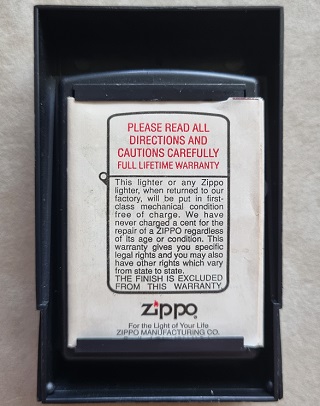 PLEASE READ ALL
DIRECTIONS AND
CAUTIONS CAREFULLY
FULL LIFETIME WARRANTY
This lighter or any Zippo
lighter, when returned to our
factory, will be put in first-
class mechanical condition
free of charge. We have
never charged a cent for the
repair of a ZIPPO regardless
of its age or condition. This
warranty gives you specific
legal rights and you may also
have other rights which vary
from state to state.
THE FINISH IS EXCLUDED
FROM THIS WARRANTY
zippo
For the Light of Your Life
ZIPPO MANUFACTURING CO.